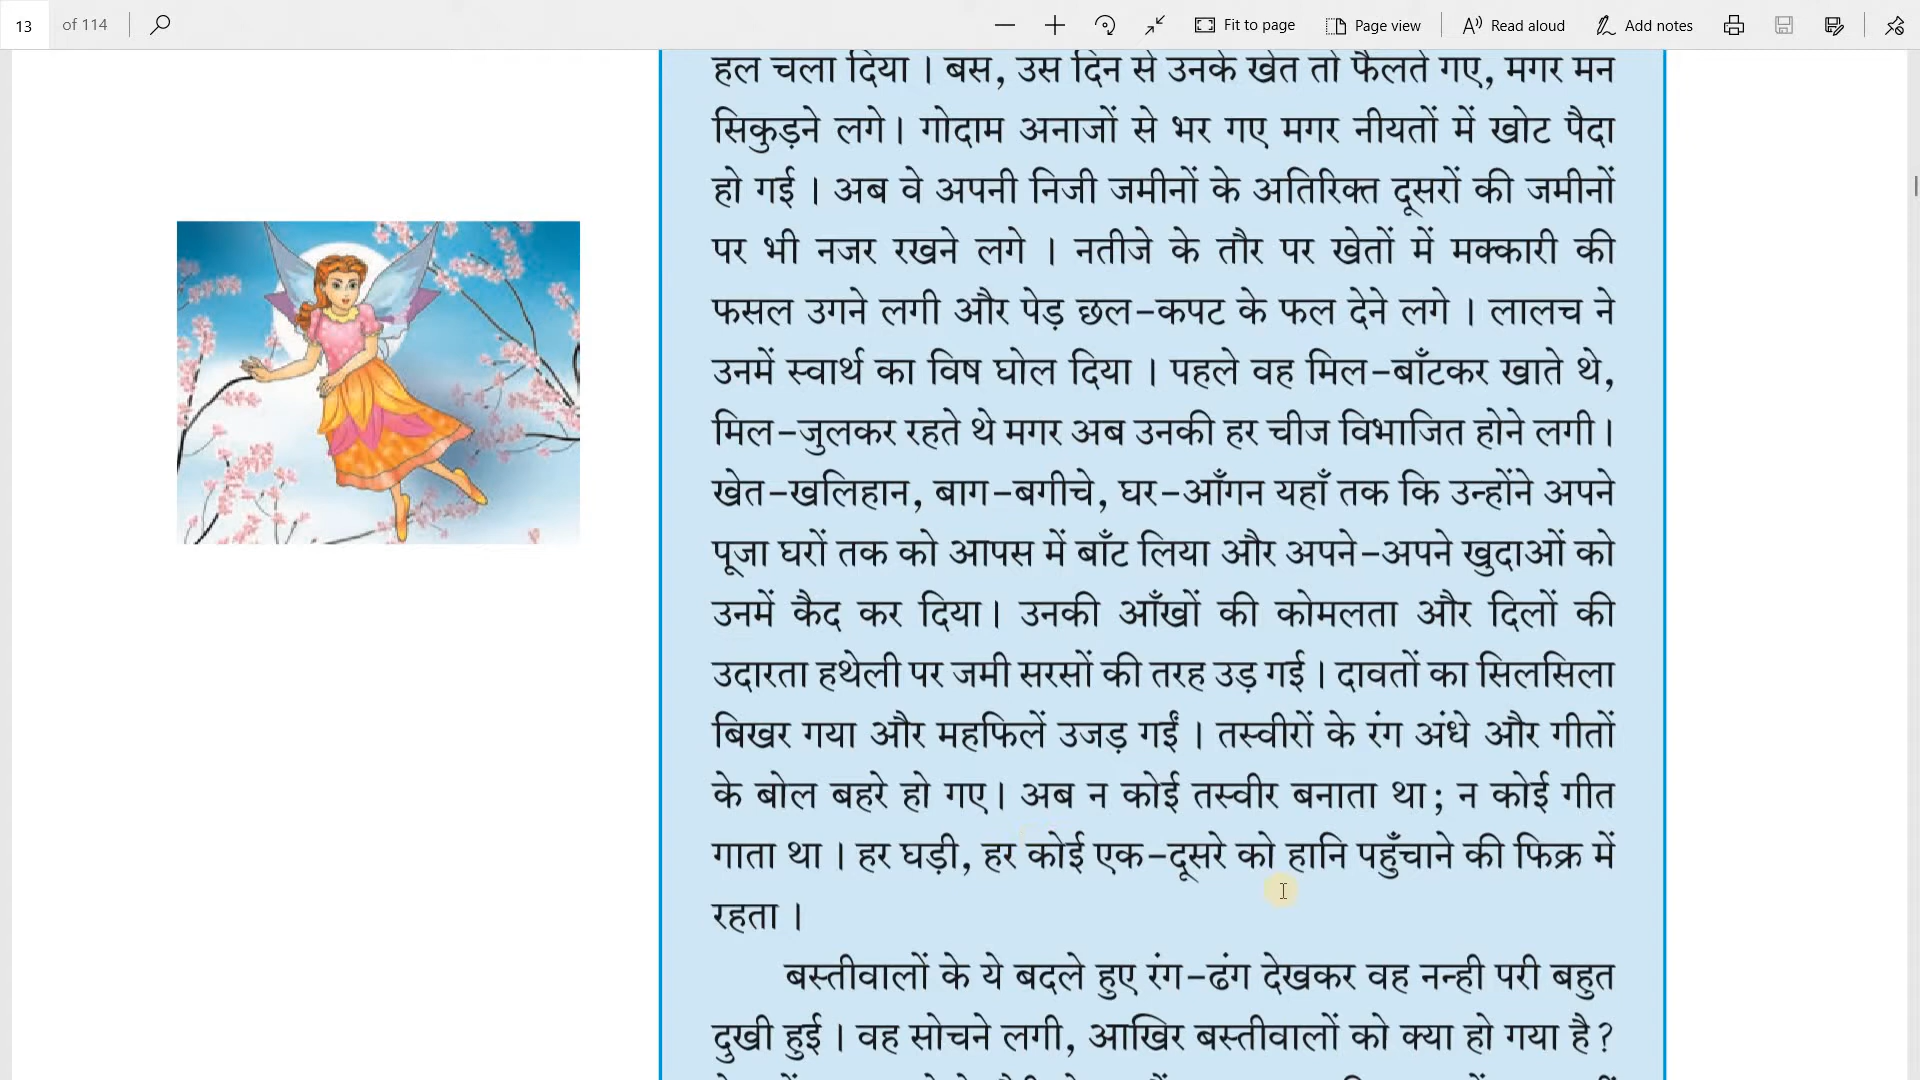 13 of 114 Fit to page Page view Read aloud Add notes
हल चला दिया । बस, उस दिन से उनके खेत तो फैलते गए, मगर मन
सिकुड़ने लगे। गोदाम अनाजों से भर गए मगर नीयतों में खोट पैदा
हो गई । अब वे अपनी निजी जमीनों के अतिरिक्त दूसरों की जमीनों
पर भी नजर रखने लगे । नतीजे के तौर पर खेतों में मक्कारी की
फसल उगने लगी और पेड़ छल-कपट के फल देने लगे । लालच ने
उनमें स्वार्थ का विष घोल दिया । पहले वह मिल-बाँटकर खाते थे,
मिल-जुलकर रहते थे मगर अब उनकी हर चीज विभाजित होने लगी।
खेत-खलिहान, बाग-बगीचे, घर-आँगन यहाँ तक कि उन्होंने अपने
पूजा घरों तक को आपस में बाँट लिया और अपने-अपने खुदाओं को
उनमें कैद कर दिया। उनकी आँखों की कोमलता और दिलों की
उदारता हथेली पर जमी सरसों की तरह उड़ गई । दावतों का सिलसिला
बिखर गया और महफिलें उजड़ गईं । तस्वीरों के रंग अंधे और गीतों
के बोल बहरे हो गए। अब न कोई तस्वीर बनाता था; न कोई गीत
गाता था । हर घड़ी, हर कोई एक-दूसरे को हानि पहुँचाने की फिक्र में
रहता ।
बस्तीवालों के ये बदले हुए रंग-ढंग देखकर वह नन्ही परी बहुत
दुखी हुई । वह सोचने लगी, आखिर बस्तीवालों को क्या हो गया है?